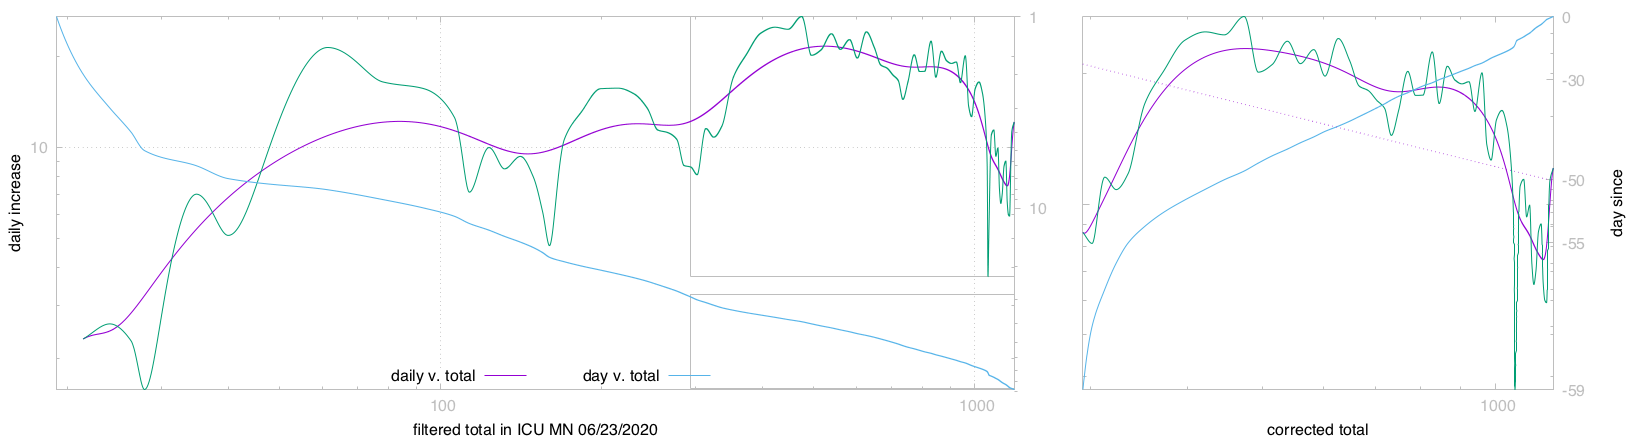 daily increase
10
100
1000
1
10
daily v. total
day v. total
filtered total in ICU MN 06/23/2020
0
-30
-50
-55
-59
1000
day since
corrected total